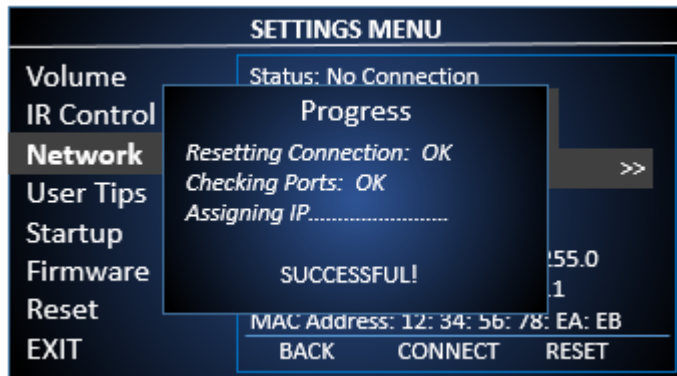 SETTINGS MENU
Volume
IR Control
Network
User Tips
Startup
Firmware
Reset
EXIT
Status: No Connection
>>
255.0
.1
MAC Address: 12: 34: 56: 78: EA: EB
BACK CONNECT RESET
Progress
Resetting Connection: OK
Checking Ports: OK
Assigning IP........................
SUCCESSFUL!